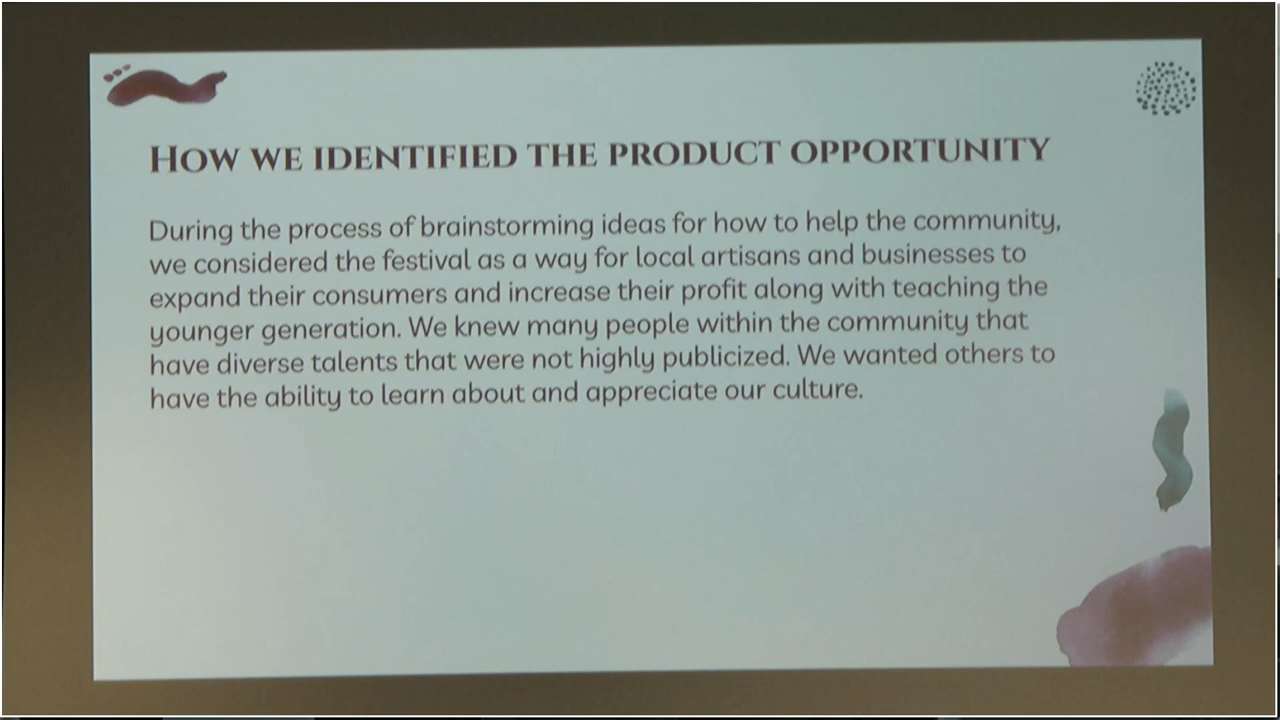 How we identified the product opportunity
During the process of brainstorming ideas for how to help the community,
we considered the festival as a way for local artisans and businesses to
expand their consumers and increase their profit along with teaching the
younger generation. We knew many people within the community that
have diverse talents that were not highly publicized. We wanted others to
have the ability to learn about and appreciate our culture.